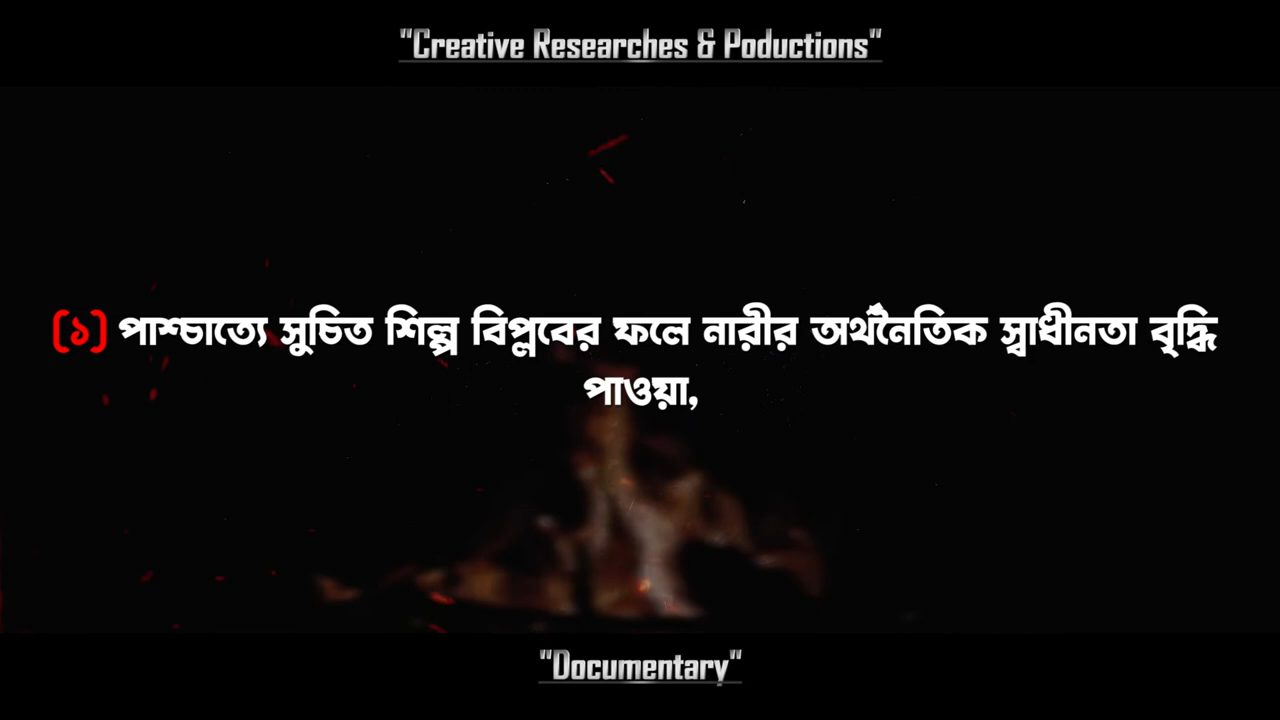 "Creative Researches & Poductions"
(১) পাশ্চাত্যে সুচিত শিল্প বিপ্লবের ফলে নারীর অর্থনৈতিক স্বাধীনতা বৃদ্ধি
পাওয়া,
"Documentary"